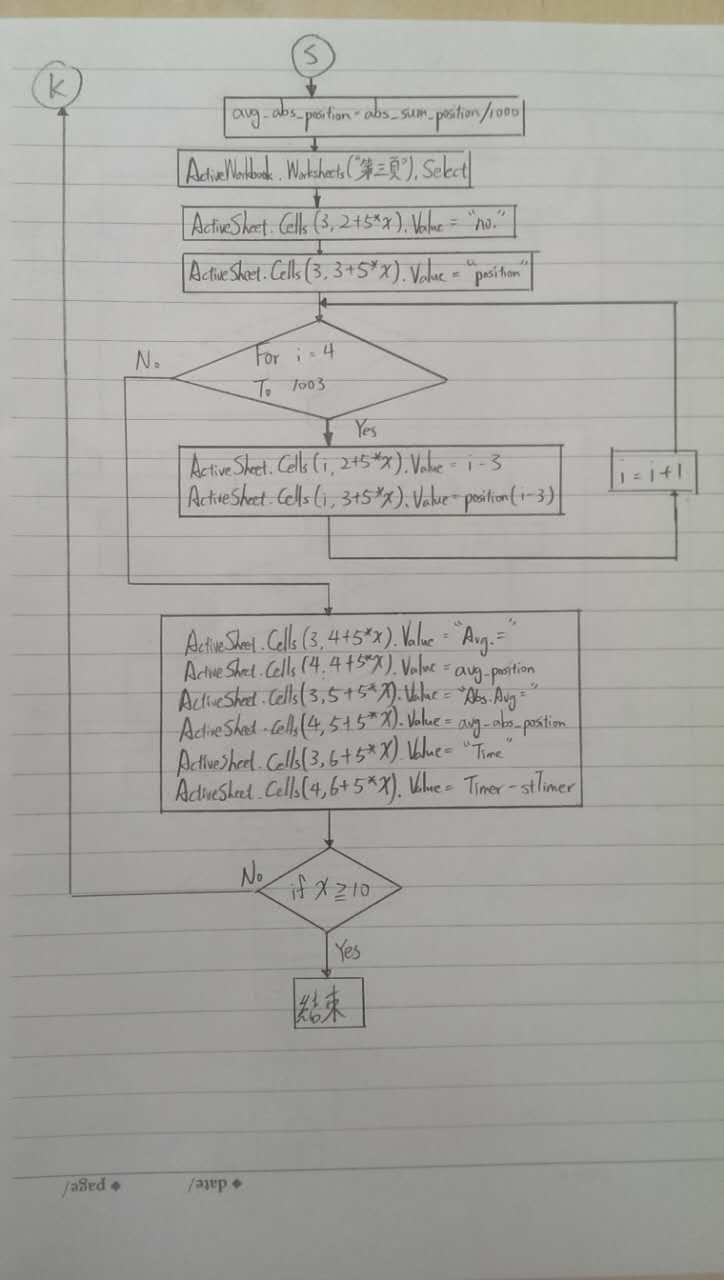 S
K
avg_abs_position=abs_sum_position/1000
ActiveWorkbook.Worksheets("第三頁").Select
ActiveSheet.Cells(3,2+5*X).Value="no."
ActiveSheet.Cells(3,3+5*X).Value="position"
No
For i=4
To 1003
Yes
ActiveSheet.Cells(i,2+5*X).Value=i-3
ActiveSheet.Cells(i,3+5*X).Value=position(i-3)
i=i+1
ActiveSheet.Cells(3,4+5*X).Value="Avg.="
ActiveSheet.Cells(4,4+5*X).Value=avg_position
ActiveSheet.Cells(3,5+5*X).Value="Abs.Avg="
ActiveSheet.Cells(4,5+5*X).Value=avg_abs_position
ActiveSheet.Cells(3,6+5*X).Value="Time"
ActiveSheet.Cells(4,6+5*X).Value=Timer-stTimer
No
if X≧10
Yes
結束
page/
date/